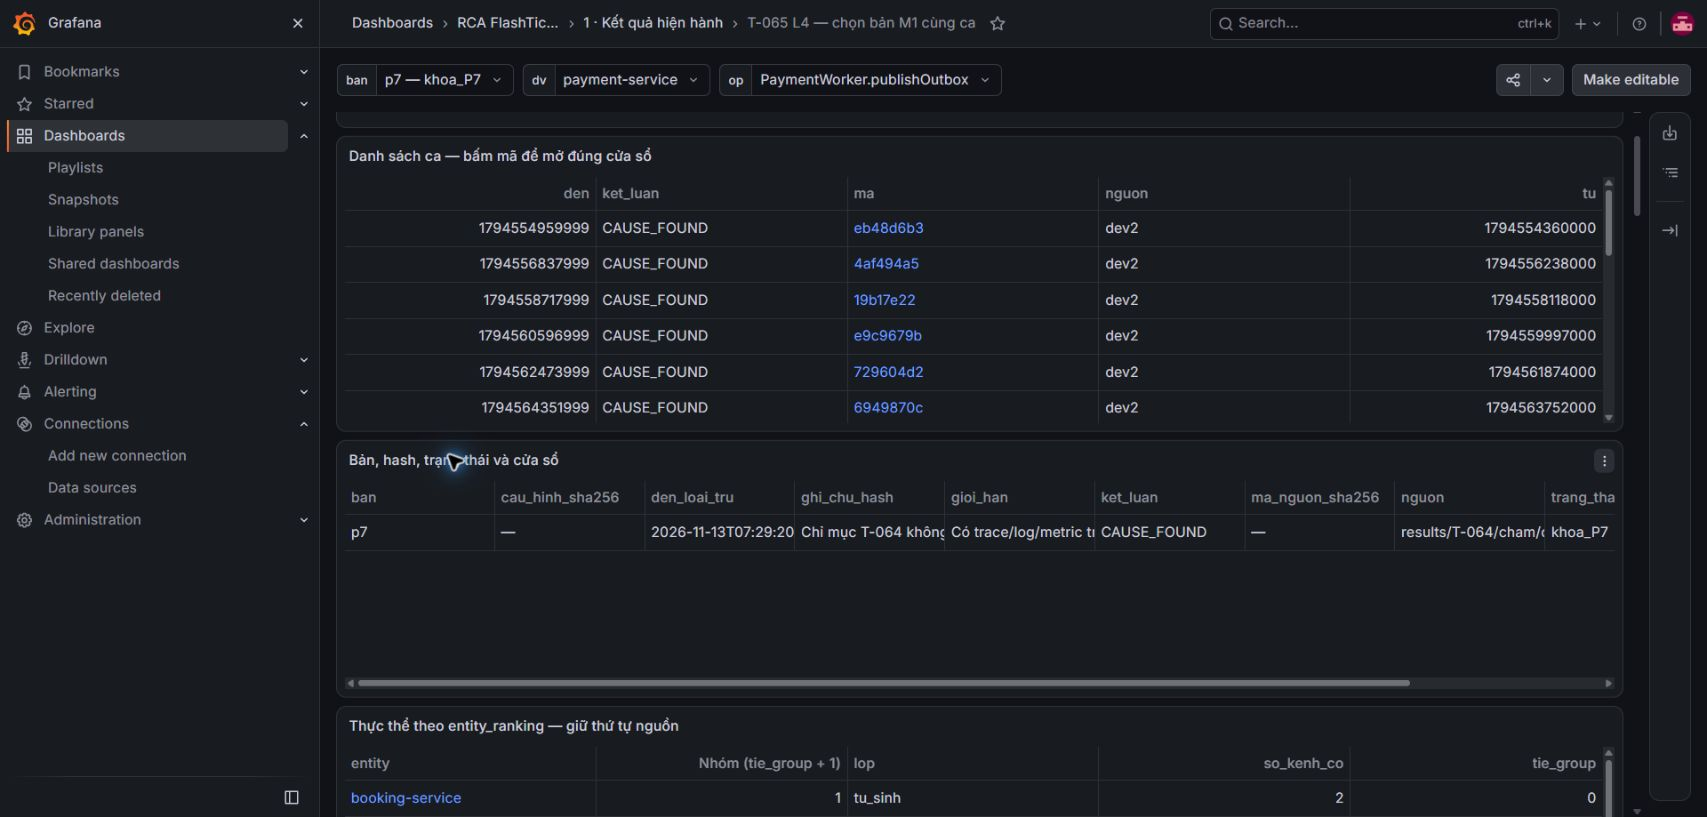 Grafana
Dashboards › RCA FlashTic... › 1 · Kết quả hiện hành › T-065 L4 — chọn bản M1 cùng ca
Search... ctrl+k
Bookmarks
Starred
Dashboards
Playlists
Snapshots
Library panels
Shared dashboards
Recently deleted
Explore
Drilldown
Alerting
Connections
Add new connection
Data sources
Administration
ban p7 — khoa_P7 dv payment-service op PaymentWorker.publishOutbox
Make editable
Danh sách ca — bấm mã để mở đúng cửa sổ
den ket_luan ma nguon tu
1794554959999 CAUSE_FOUND eb48d6b3 dev2 1794554360000
1794556837999 CAUSE_FOUND 4af494a5 dev2 1794556238000
1794558717999 CAUSE_FOUND 19b17e22 dev2 1794558118000
1794560596999 CAUSE_FOUND e9c9679b dev2 1794559997000
1794562473999 CAUSE_FOUND 729604d2 dev2 1794561874000
1794564351999 CAUSE_FOUND 6949870c dev2 1794563752000
Bản, hash, trạng thái và cửa sổ
ban cau_hinh_sha256 den_loai_tru ghi_chu_hash gioi_han ket_luan ma_nguon_sha256 nguon trang_tha
p7 — 2026-11-13T07:29:20 Chỉ mục T-064 không Có trace/log/metric CAUSE_FOUND — results/T-064/cham/ khoa_P7
Thực thể theo entity_ranking — giữ thứ tự nguồn
entity Nhóm (tie_group + 1) lop so_kenh_co tie_group
booking-service 1 tu_sinh 2 0